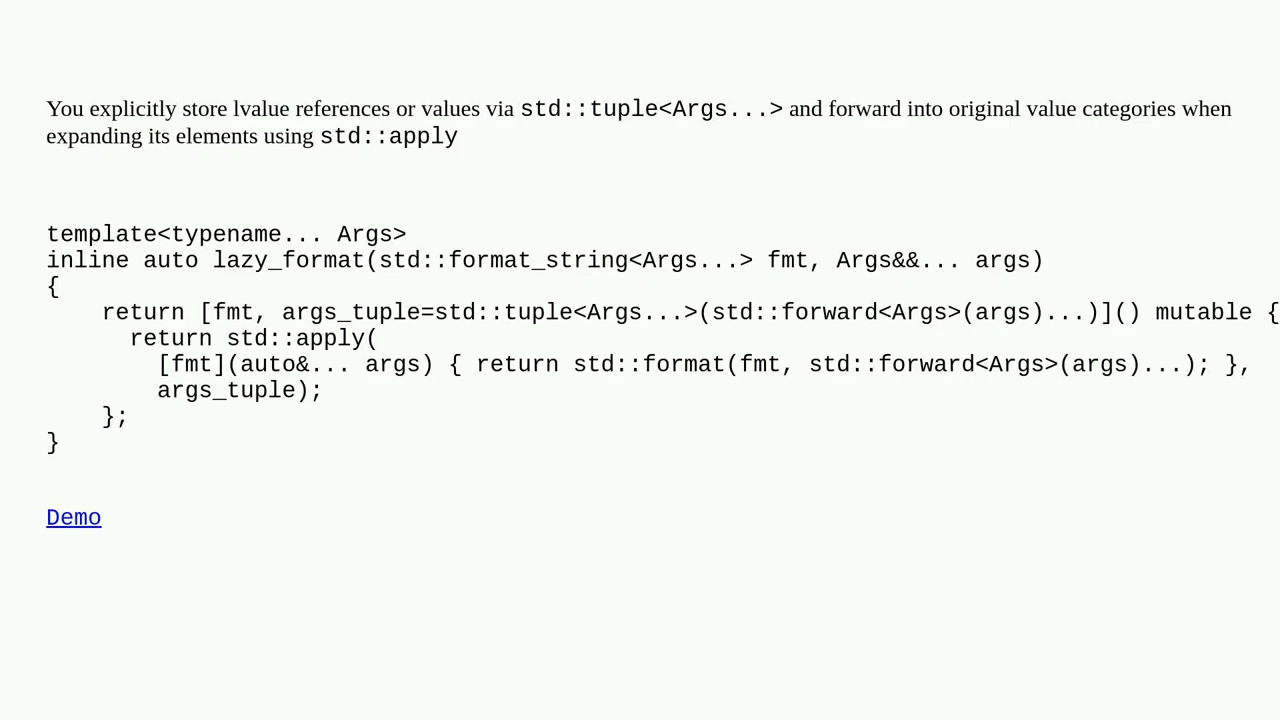 You explicitly store lvalue references or values via std::tuple<Args...> and forward into original value categories when
expanding its elements using std::apply
template<typename... Args>
inline auto lazy_format(std::format_string<Args...> fmt, Args&&... args)
{
    return [fmt, args_tuple=std::tuple<Args...>(std::forward<Args>(args)...)]() mutable {
      return std::apply(
        [fmt](auto&... args) { return std::format(fmt, std::forward<Args>(args)...); },
        args_tuple);
    };
}
Demo